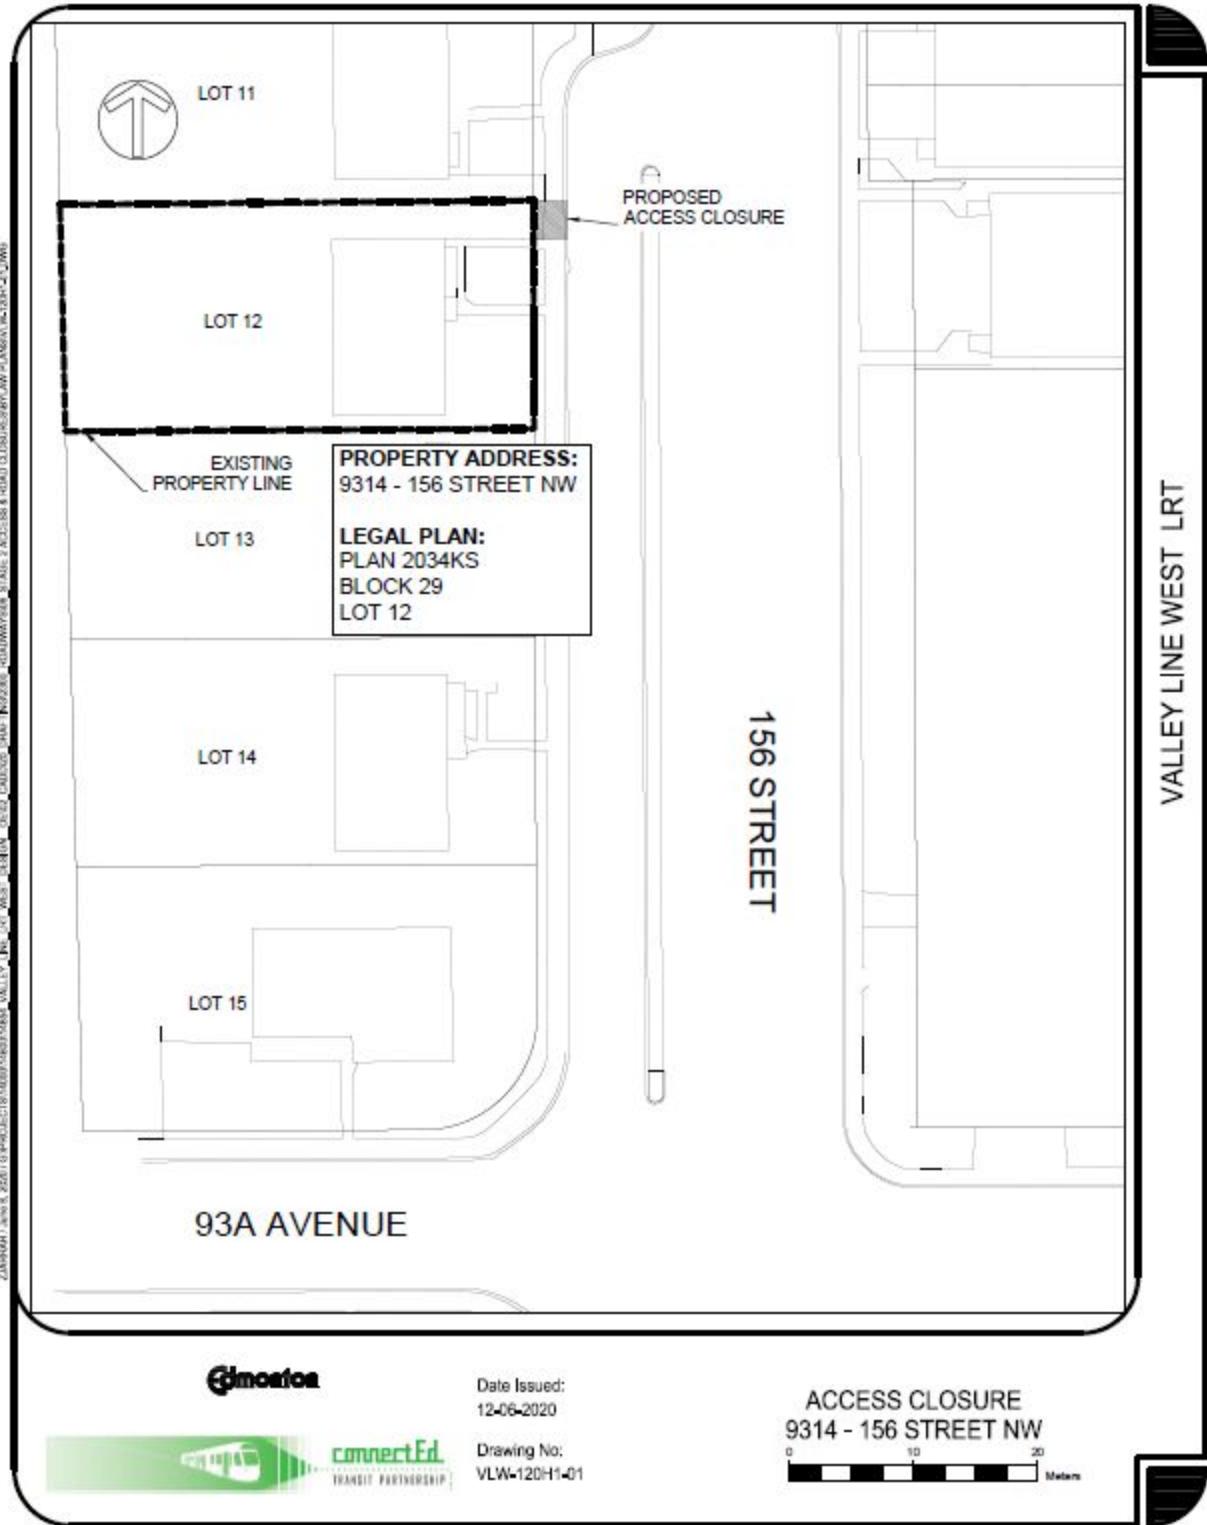 LOT 11
PROPOSED
ACCESS CLOSURE
LOT 12
EXISTING
PROPERTY LINE
PROPERTY ADDRESS:
9314 - 156 STREET NW
LEGAL PLAN:
PLAN 2034KS
BLOCK 29
LOT 12
LOT 13
LOT 14
156 STREET
LOT 15
93A AVENUE
VALLEY LINE WEST LRT
Edmonton
connectEd
TRANSIT PARTNERSHIP
Date Issued:
12-06-2020
Drawing No:
VLW-120H1-01
ACCESS CLOSURE
9314 - 156 STREET NW
0 10 20
Meters